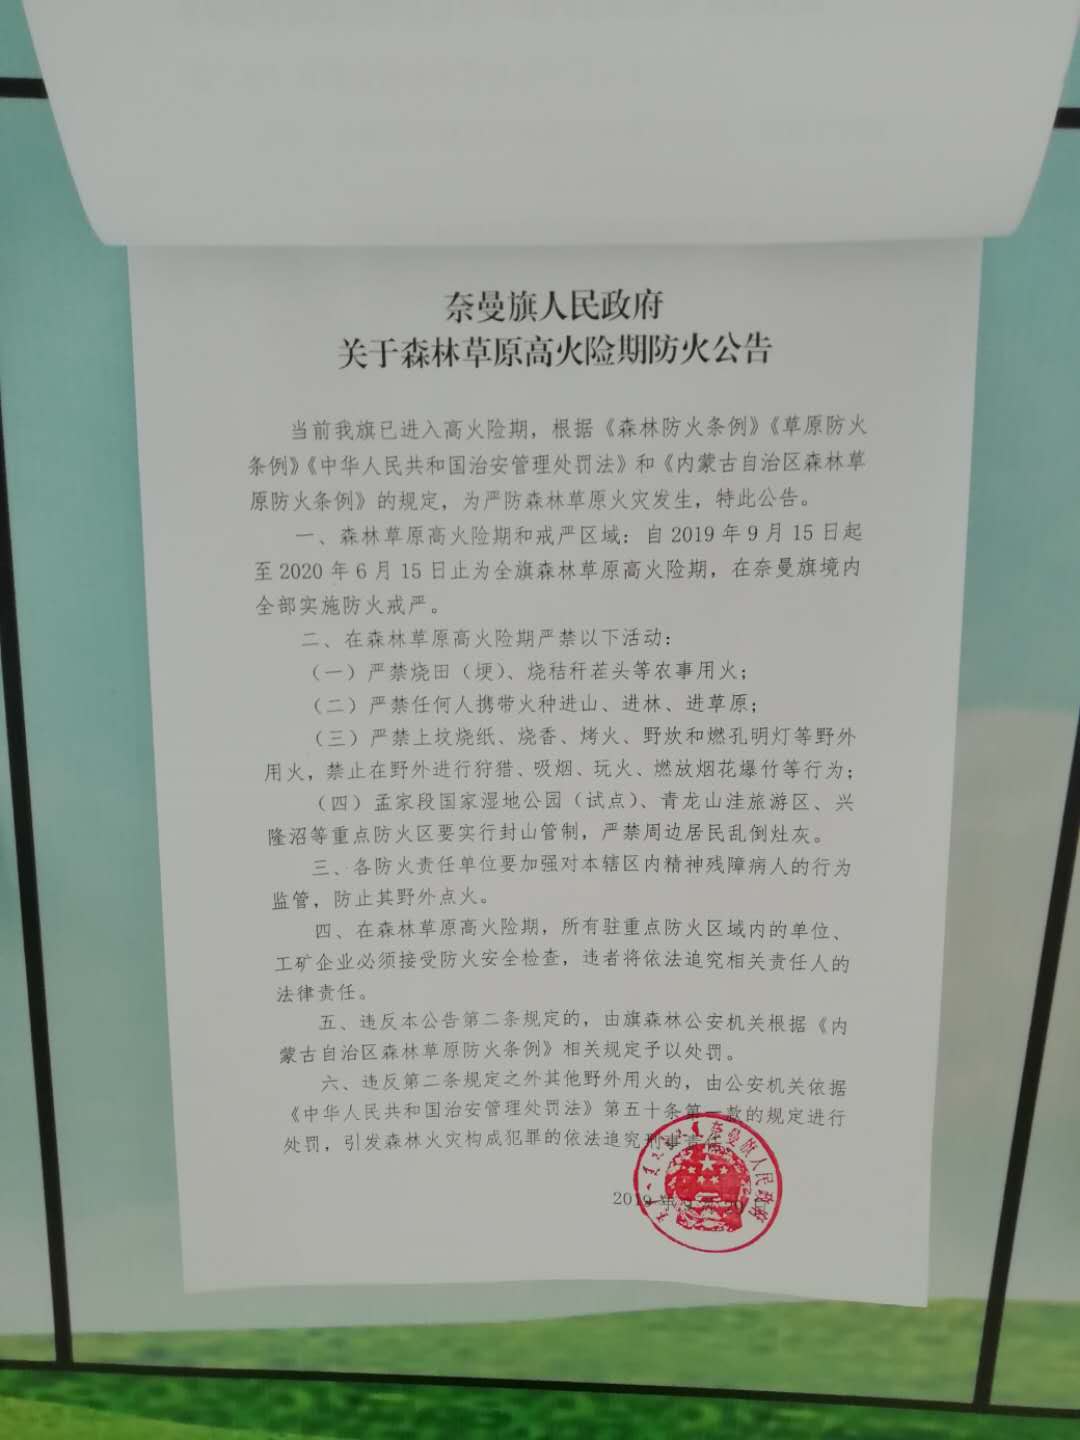 奈曼旗人民政府
关于森林草原高火险期防火公告
当前我旗已进入高火险期，根据《森林防火条例》《草原防火
条例》《中华人民共和国治安管理处罚法》和《内蒙古自治区森林草
原防火条例》的规定，为严防森林草原火灾发生，特此公告。
一、森林草原高火险期和戒严区域：自 2019 年 9 月 15 日起
至 2020 年 6 月 15 日止为全旗森林草原高火险期，在奈曼旗境内
全部实施防火戒严。
二、在森林草原高火险期严禁以下活动：
（一）严禁烧田（埂）、烧秸秆茬头等农事用火；
（二）严禁任何人携带火种进山、进林、进草原；
（三）严禁上坟烧纸、烧香、烤火、野炊和燃孔明灯等野外
用火，禁止在野外进行狩猎、吸烟、玩火、燃放烟花爆竹等行为；
（四）孟家段国家湿地公园（试点）、青龙山洼旅游区、兴
隆沼等重点防火区要实行封山管制，严禁周边居民乱倒灶灰。
三、各防火责任单位要加强对本辖区内精神残障病人的行为
监管，防止其野外点火。
四、在森林草原高火险期，所有驻重点防火区域内的单位、
工矿企业必须接受防火安全检查，违者将依法追究相关责任人的
法律责任。
五、违反本公告第二条规定的，由旗森林公安机关根据《内
蒙古自治区森林草原防火条例》相关规定予以处罚。
六、违反第二条规定之外其他野外用火的，由公安机关依据
《中华人民共和国治安管理处罚法》第五十条第一款的规定进行
处罚，引发森林火灾构成犯罪的依法追究刑事责任
奈曼旗人民政府
2019 年